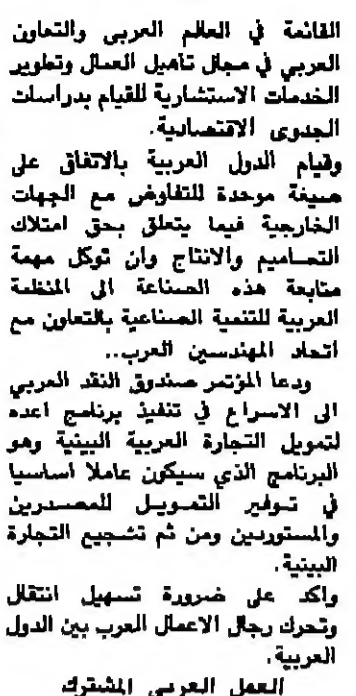 القائمة في العالم العربي والتعاون
العربي في مجال تاهيل العمال وتطوير
الخدمات الاستشارية للقيام بدراسات
الجدوى الاقتصادية.
وقيام الدول العربية بالاتفاق على
صيغة موحدة للتفاوض مع الجهات
الخارجية فيما يتعلق بحق امتلاك
التصاميم والانتاج وان توكل مهمة
متابعة هذه الصناعة الى المنظمة
العربية للتنمية الصناعية بالتعاون مع
اتحاد المهندسين العرب..
ودعا المؤتمر صندوق النقد العربي
الى الاسراع في تنفيذ برنامج اعده
لتمويل التجارة العربية البينية وهو
البرنامج الذي سيكون عاملا اساسيا
في توفير التمويل للمصدرين
والمستوردين ومن ثم تشجيع التجارة
البينية.
واكد على ضرورة تسهيل انتقال
وتحرك رجال الاعمال العرب بين الدول
العربية.
العمل العربي المشترك